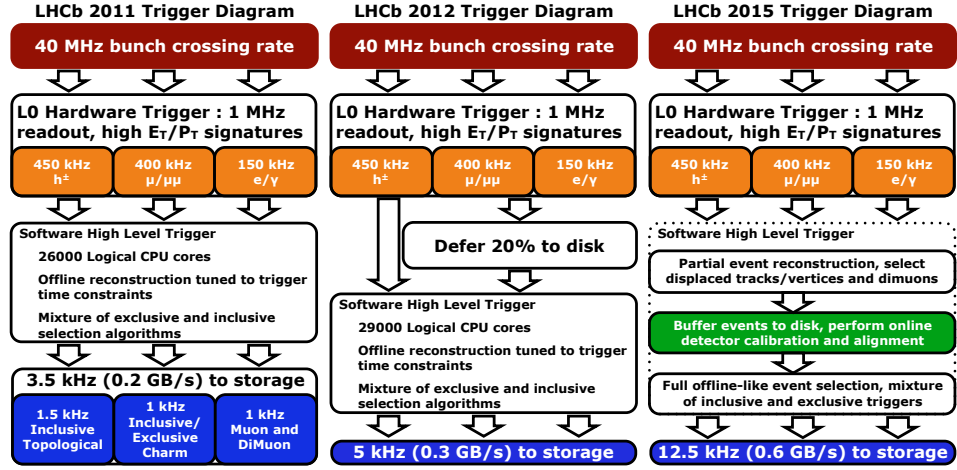 LHCb 2011 Trigger Diagram
40 MHz bunch crossing rate
L0 Hardware Trigger : 1 MHz
readout, high ET/PT signatures
450 kHz
h±
400 kHz
μ/μμ
150 kHz
e/γ
Software High Level Trigger
26000 Logical CPU cores
Offline reconstruction tuned to trigger
time constraints
Mixture of exclusive and inclusive
selection algorithms
3.5 kHz (0.2 GB/s) to storage
1.5 kHz
Inclusive
Topological
1 kHz
Inclusive/
Exclusive
Charm
1 kHz
Muon and
DiMuon
LHCb 2012 Trigger Diagram
40 MHz bunch crossing rate
L0 Hardware Trigger : 1 MHz
readout, high ET/PT signatures
450 kHz
h±
400 kHz
μ/μμ
150 kHz
e/γ
Defer 20% to disk
Software High Level Trigger
29000 Logical CPU cores
Offline reconstruction tuned to trigger
time constraints
Mixture of exclusive and inclusive
selection algorithms
5 kHz (0.3 GB/s) to storage
LHCb 2015 Trigger Diagram
40 MHz bunch crossing rate
L0 Hardware Trigger : 1 MHz
readout, high ET/PT signatures
450 kHz
h±
400 kHz
μ/μμ
150 kHz
e/γ
Software High Level Trigger
Partial event reconstruction, select
displaced tracks/vertices and dimuons
Buffer events to disk, perform online
detector calibration and alignment
Full offline-like event selection, mixture
of inclusive and exclusive triggers
12.5 kHz (0.6 GB/s) to storage